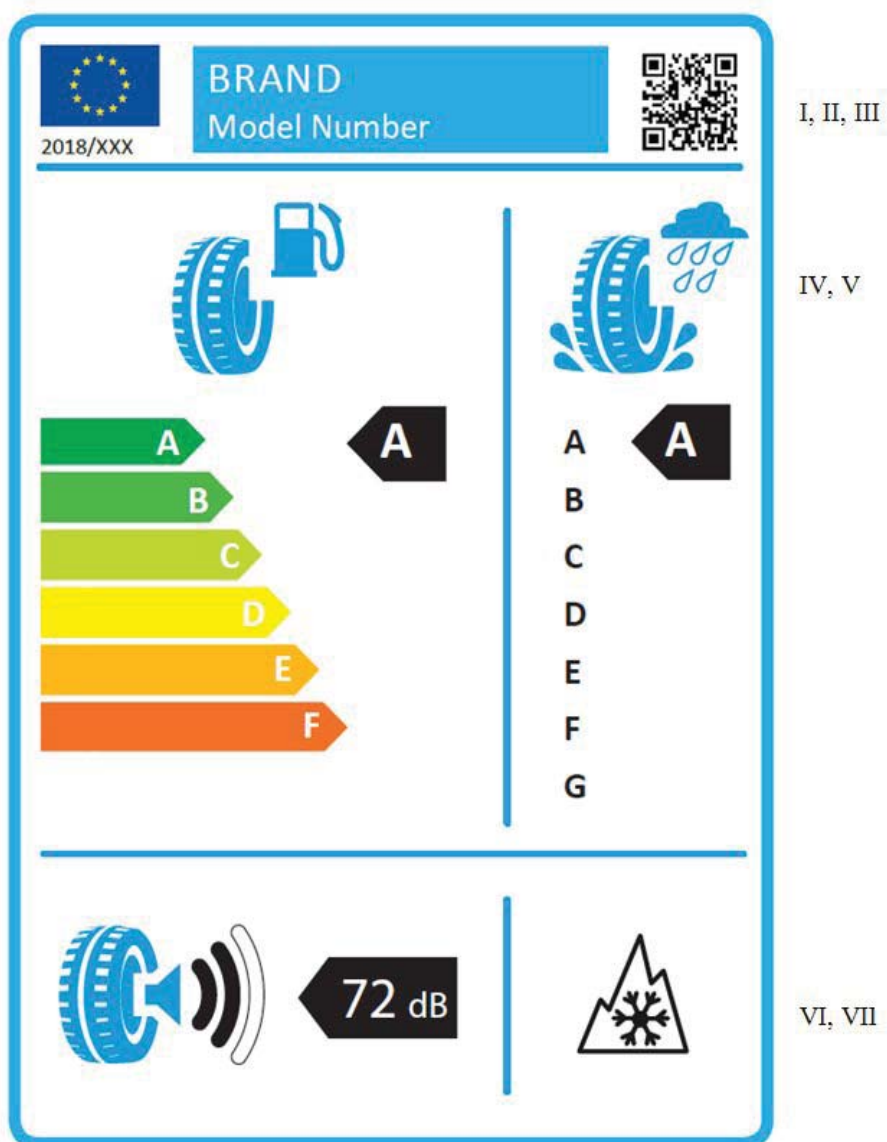 BRAND
Model Number
2018/XXX
I, II, III
IV, V
A
B
C
D
E
F
A
A
B
C
D
E
F
G
A
72 dB
VI, VII